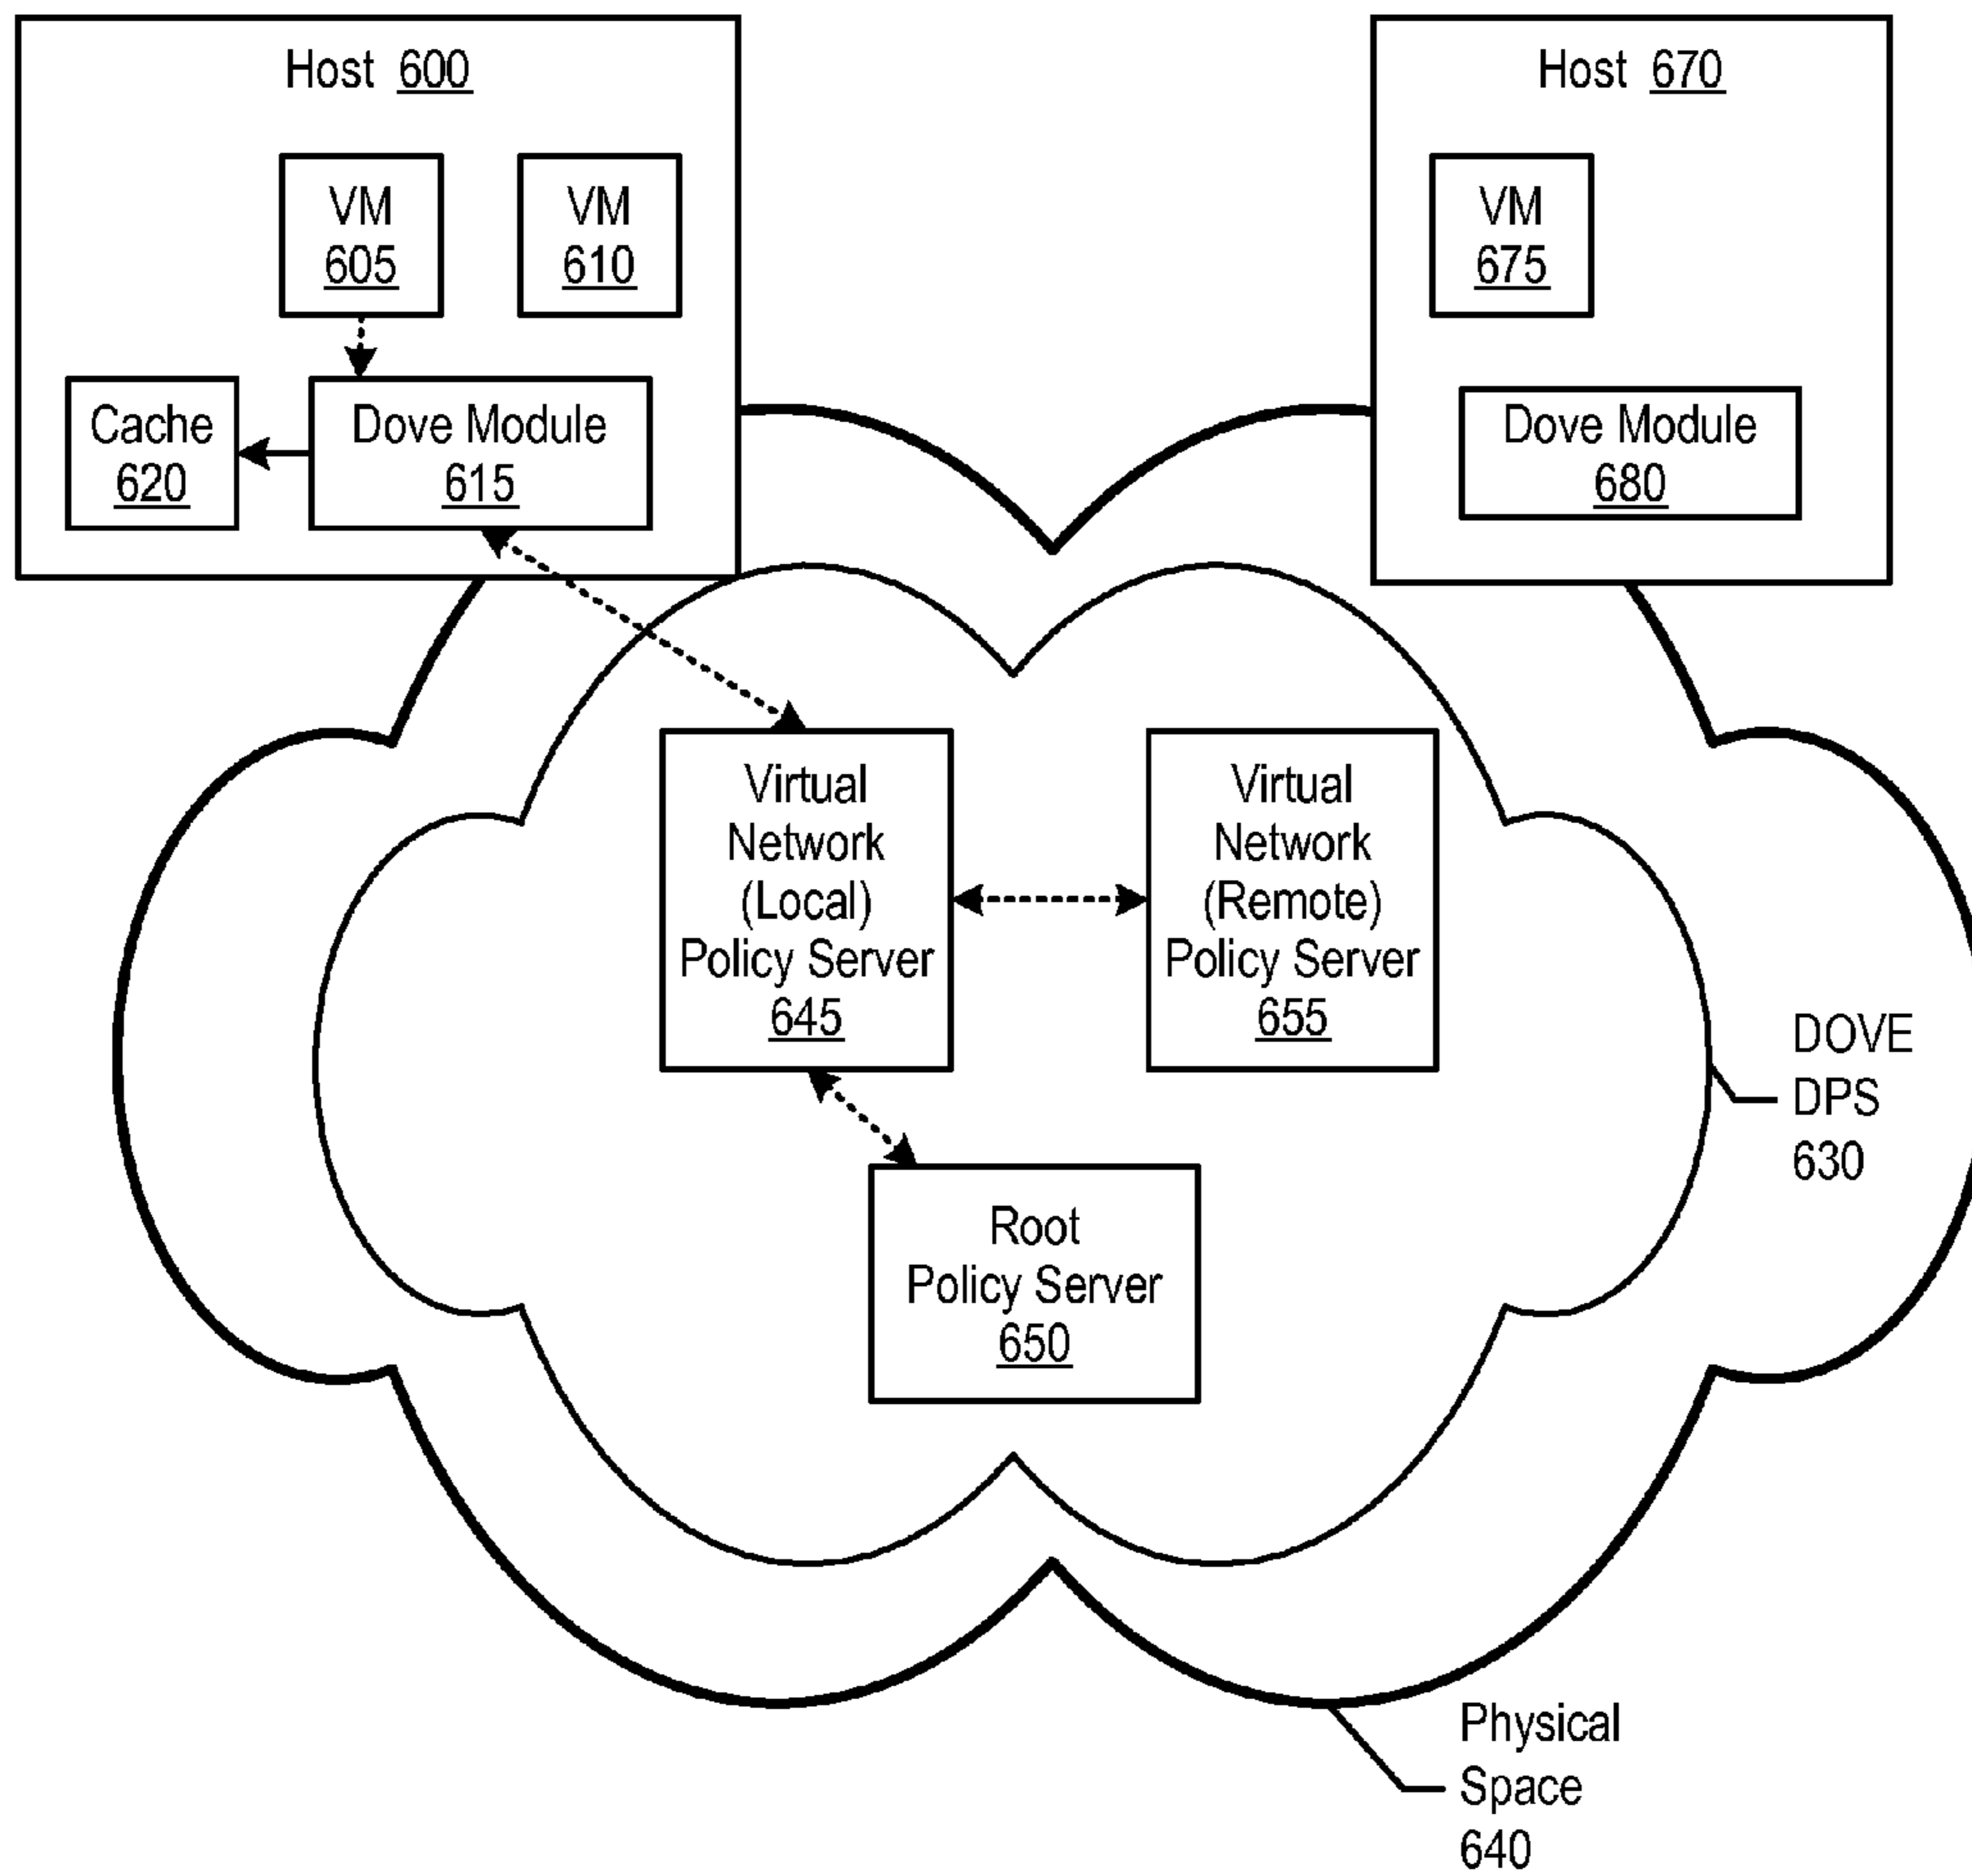 Host 600
VM
605
VM
610
Cache
620
Dove Module
615
Host 670
VM
675
Dove Module
680
Virtual
Network
(Local)
Policy Server
645
Virtual
Network
(Remote)
Policy Server
655
Root
Policy Server
650
DOVE
DPS
630
Physical
Space
640